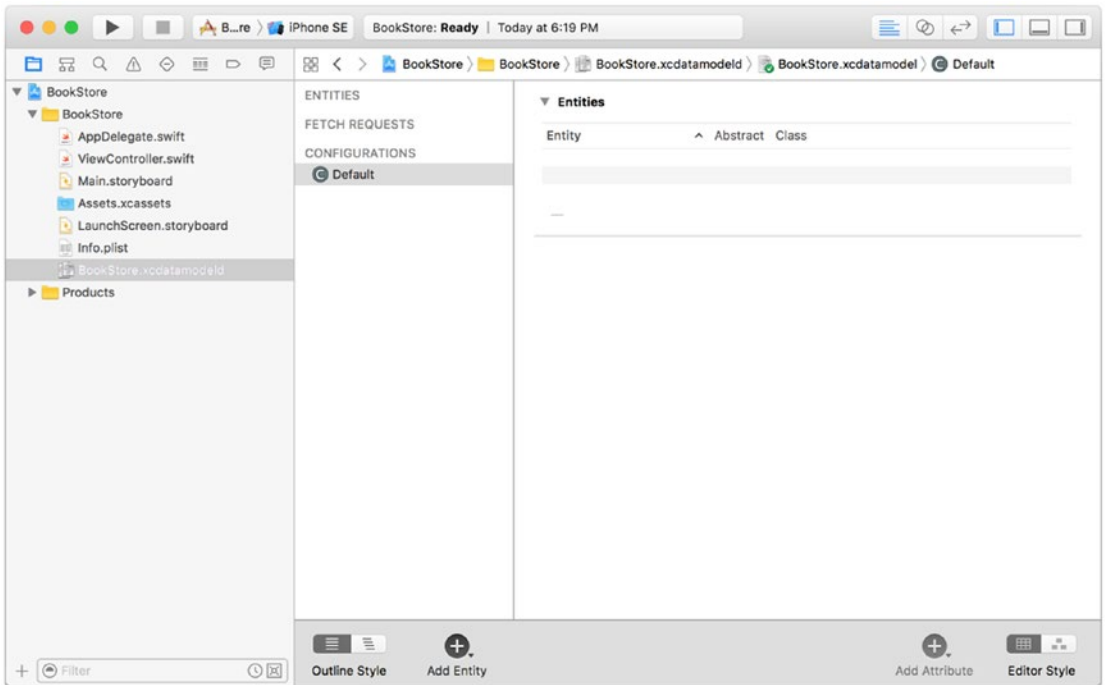 B...re iPhone SE BookStore: Ready | Today at 6:19 PM
BookStore BookStore BookStore.xcdatamodeld BookStore.xcdatamodel C Default
BookStore
BookStore
AppDelegate.swift
ViewController.swift
Main.storyboard
Assets.xcassets
LaunchScreen.storyboard
Info.plist
BookStore.xcdatamodeld
Products
ENTITIES
FETCH REQUESTS
CONFIGURATIONS
C Default
Entities
Entity Abstract Class
Filter
Outline Style Add Entity Add Attribute Editor Style